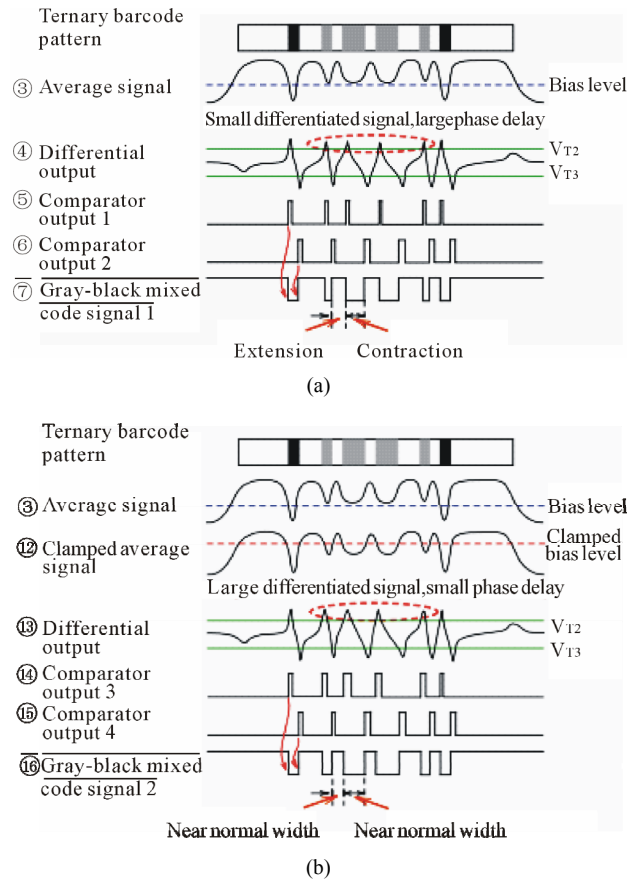 Ternary barcode
pattern
③ Average signal
Bias level
Small differentiated signal,largephase delay
④ Differential
output
VT2
VT3
⑤ Comparator
output 1
⑥ Comparator
output 2
⑦ Gray-black mixed
code signal 1
Extension
Contraction
(a)
Ternary barcode
pattern
③ Average signal
Bias level
⑫ Clamped average
signal
Clamped
bias level
Large differentiated signal,small phase delay
⑬ Differential
output
VT2
VT3
⑭ Comparator
output 3
⑮ Comparator
output 4
⑯ Gray-black mixed
code signal 2
Near normal width
Near normal width
(b)